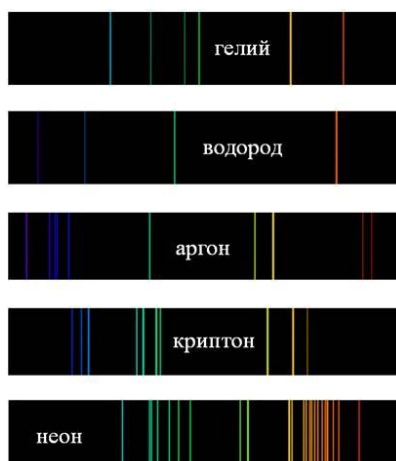 гелий
водород
аргон
криптон
неон